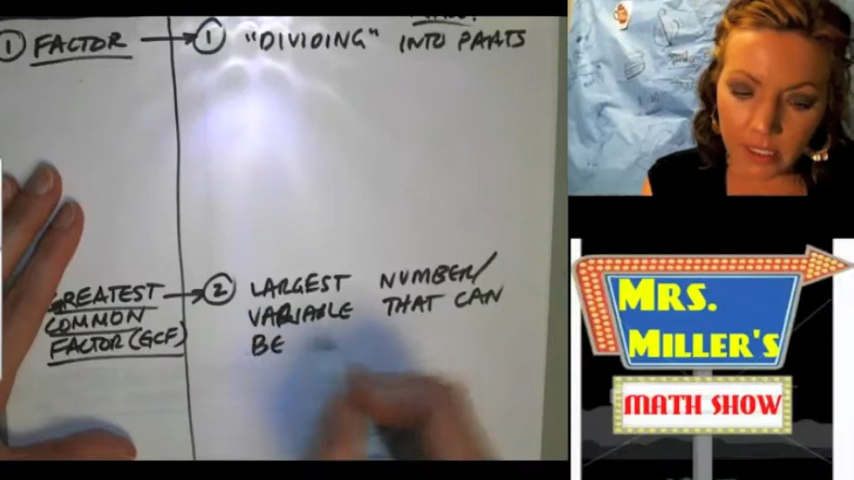 ① FACTOR → ① "DIVIDING" INTO PARTS
GREATEST → ② LARGEST NUMBER/
COMMON VARIABLE THAT CAN
FACTOR (GCF) BE
MRS.
MILLER'S
MATH SHOW